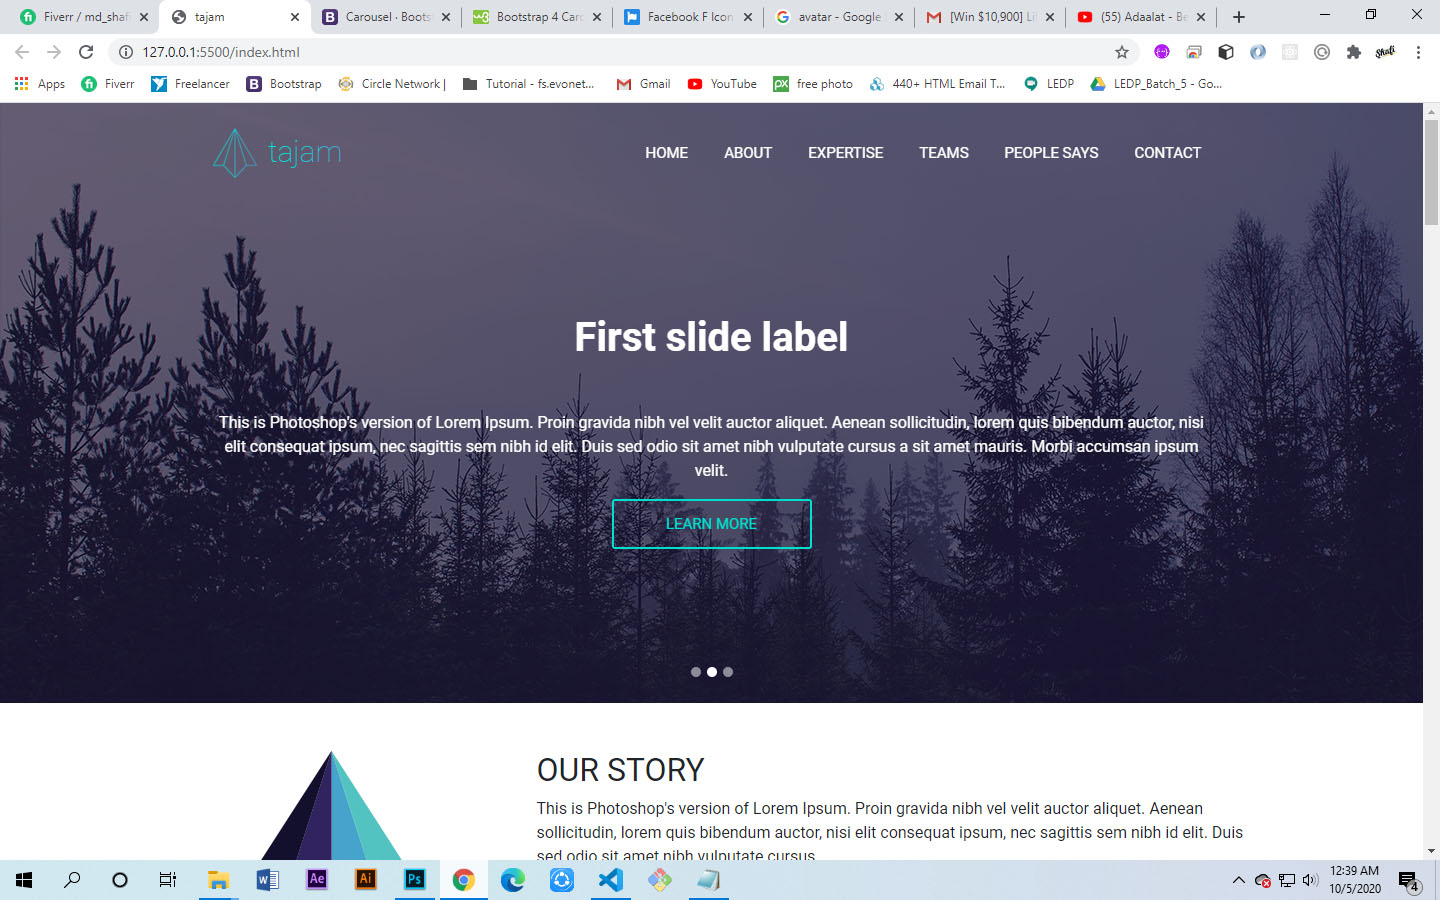 Fiverr / md_shafi
tajam
Carousel · Boots
Bootstrap 4 Caro
Facebook F Icon
avatar - Google
[Win $10,900] Li
(55) Adaalat - Be
127.0.0.1:5500/index.html
Shafi
Apps
Fiverr
Freelancer
Bootstrap
Circle Network |
Tutorial - fs.evonet...
Gmail
YouTube
free photo
440+ HTML Email T...
LEDP
LEDP_Batch_5 - Go...
tajam
HOME
ABOUT
EXPERTISE
TEAMS
PEOPLE SAYS
CONTACT
First slide label
This is Photoshop's version of Lorem Ipsum. Proin gravida nibh vel velit auctor aliquet. Aenean sollicitudin, lorem quis bibendum auctor, nisi
elit consequat ipsum, nec sagittis sem nibh id elit. Duis sed odio sit amet nibh vulputate cursus a sit amet mauris. Morbi accumsan ipsum
velit.
LEARN MORE
OUR STORY
This is Photoshop's version of Lorem Ipsum. Proin gravida nibh vel velit auctor aliquet. Aenean
sollicitudin, lorem quis bibendum auctor, nisi elit consequat ipsum, nec sagittis sem nibh id elit. Duis
sed odio sit amet nibh vulputate cursus
12:39 AM
10/5/2020
4